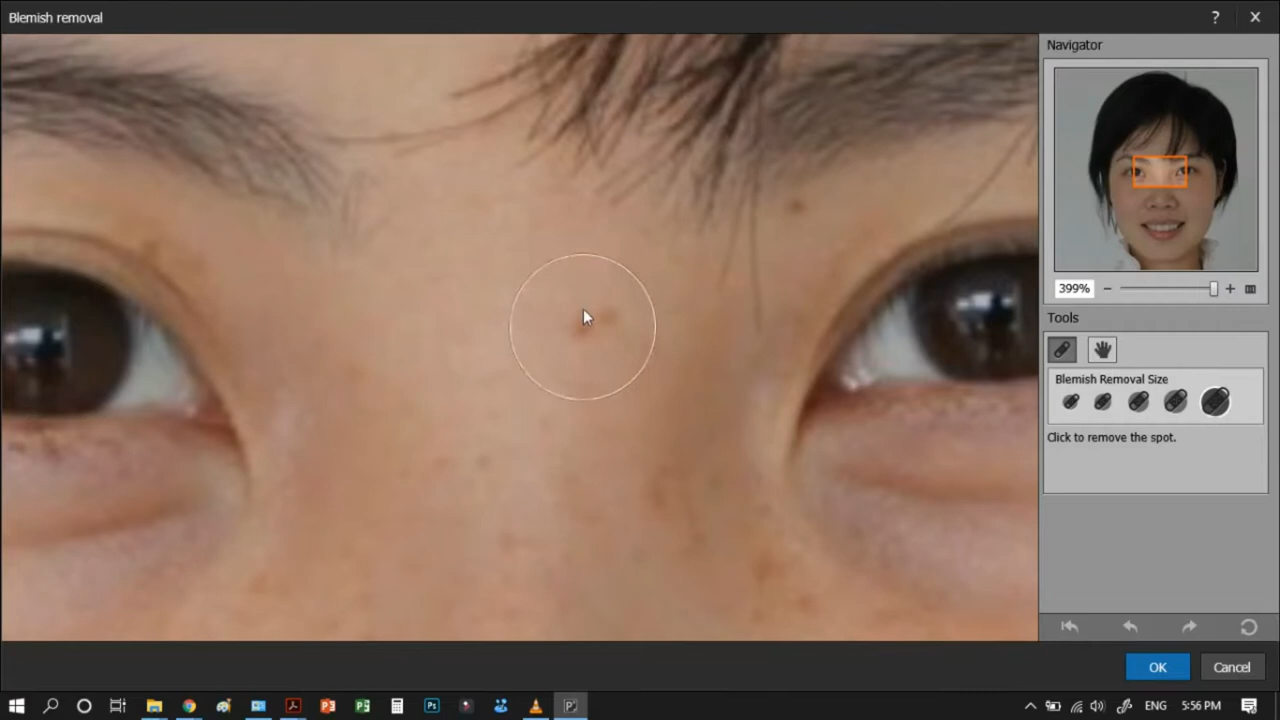 Blemish removal
?
Navigator
399%
Tools
Blemish Removal Size
Click to remove the spot.
OK
Cancel
Ps
ENG
5:56 PM